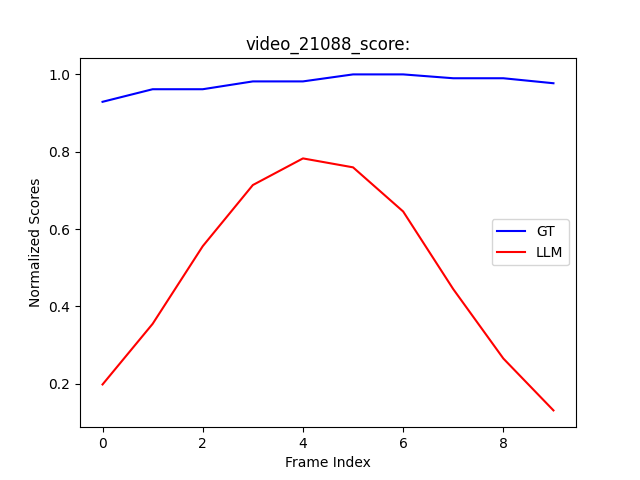 video_21088_score:
1.0
0.8
0.6
0.4
0.2
Normalized Scores
GT
LLM
0 2 4 6 8
Frame Index